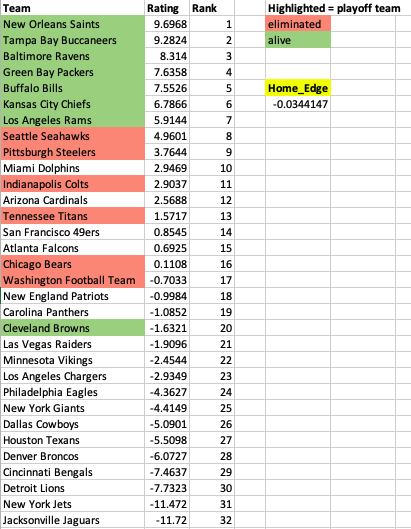 Team Rating Rank Highlighted = playoff team
New Orleans Saints 9.6968 1 eliminated
Tampa Bay Buccaneers 9.2824 2 alive
Baltimore Ravens 8.314 3
Green Bay Packers 7.6358 4
Buffalo Bills 7.5526 5 Home_Edge
Kansas City Chiefs 6.7866 6 -0.0344147
Los Angeles Rams 5.9144 7
Seattle Seahawks 4.9601 8
Pittsburgh Steelers 3.7644 9
Miami Dolphins 2.9469 10
Indianapolis Colts 2.9037 11
Arizona Cardinals 2.5688 12
Tennessee Titans 1.5717 13
San Francisco 49ers 0.8545 14
Atlanta Falcons 0.6925 15
Chicago Bears 0.1108 16
Washington Football Team -0.7033 17
New England Patriots -0.9984 18
Carolina Panthers -1.0852 19
Cleveland Browns -1.6321 20
Las Vegas Raiders -1.9096 21
Minnesota Vikings -2.4544 22
Los Angeles Chargers -2.9349 23
Philadelphia Eagles -4.3627 24
New York Giants -4.4149 25
Dallas Cowboys -5.0901 26
Houston Texans -5.5098 27
Denver Broncos -6.0727 28
Cincinnati Bengals -7.4637 29
Detroit Lions -7.7323 30
New York Jets -11.472 31
Jacksonville Jaguars -11.72 32